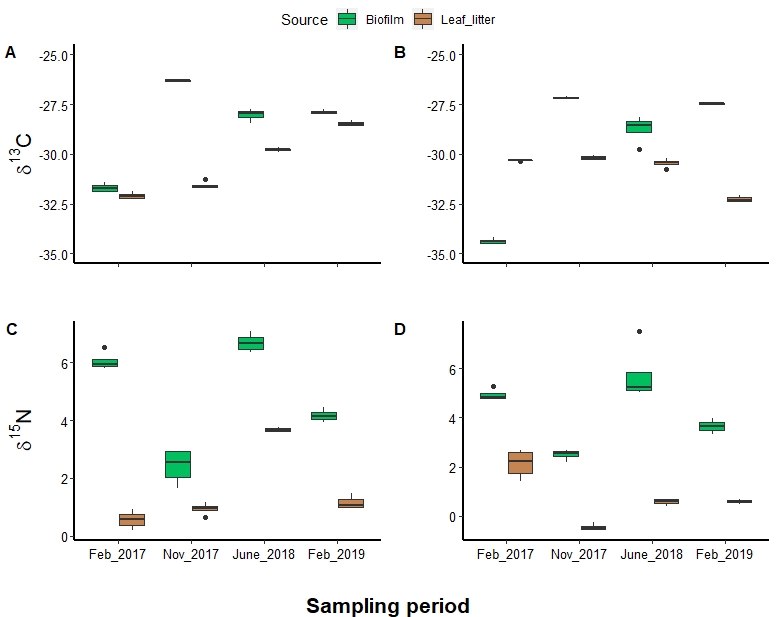 Source Biofilm Leaf_litter
A
-25.0
-27.5
-30.0
-32.5
-35.0
δ13C
B
-25.0
-27.5
-30.0
-32.5
-35.0
C
6
4
2
0
δ15N
Feb_2017 Nov_2017 June_2018 Feb_2019
D
6
4
2
0
Feb_2017 Nov_2017 June_2018 Feb_2019
Sampling period